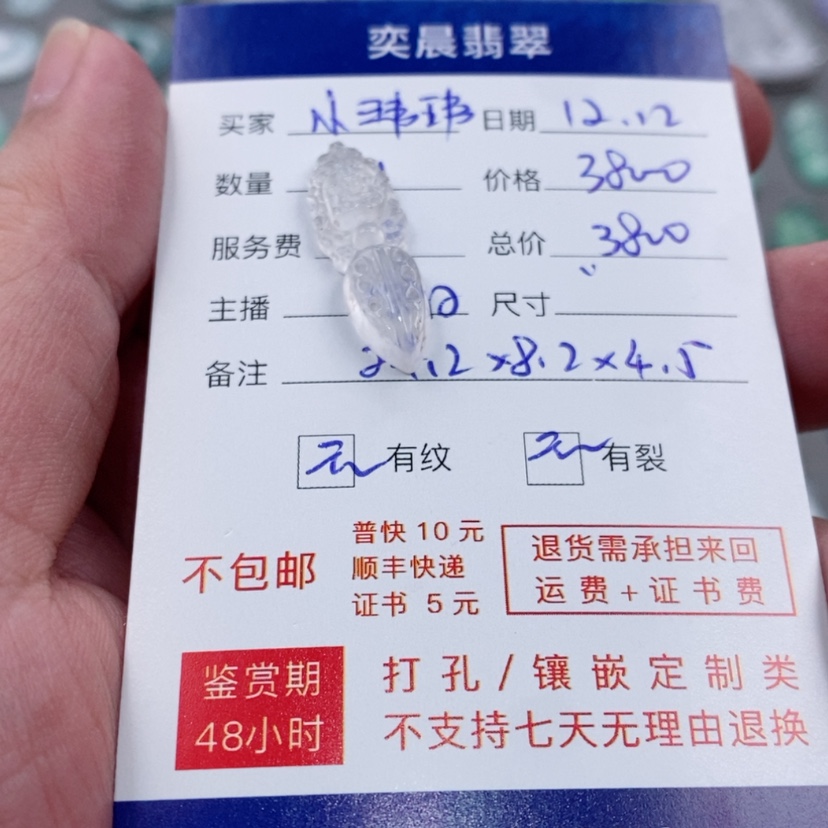 奕晨翡翠
买家 小玮玮 日期 12.12
数量 价格 3800
服务费 总价 3800
主播 尺寸
备注 .12×8.2×4.5
无 有纹 无 有裂
不包邮
普快 10 元
顺丰快递
证书 5 元
退货需承担来回
运费+证书费
鉴赏期
48小时
打孔/镶嵌定制类
不支持七天无理由退换